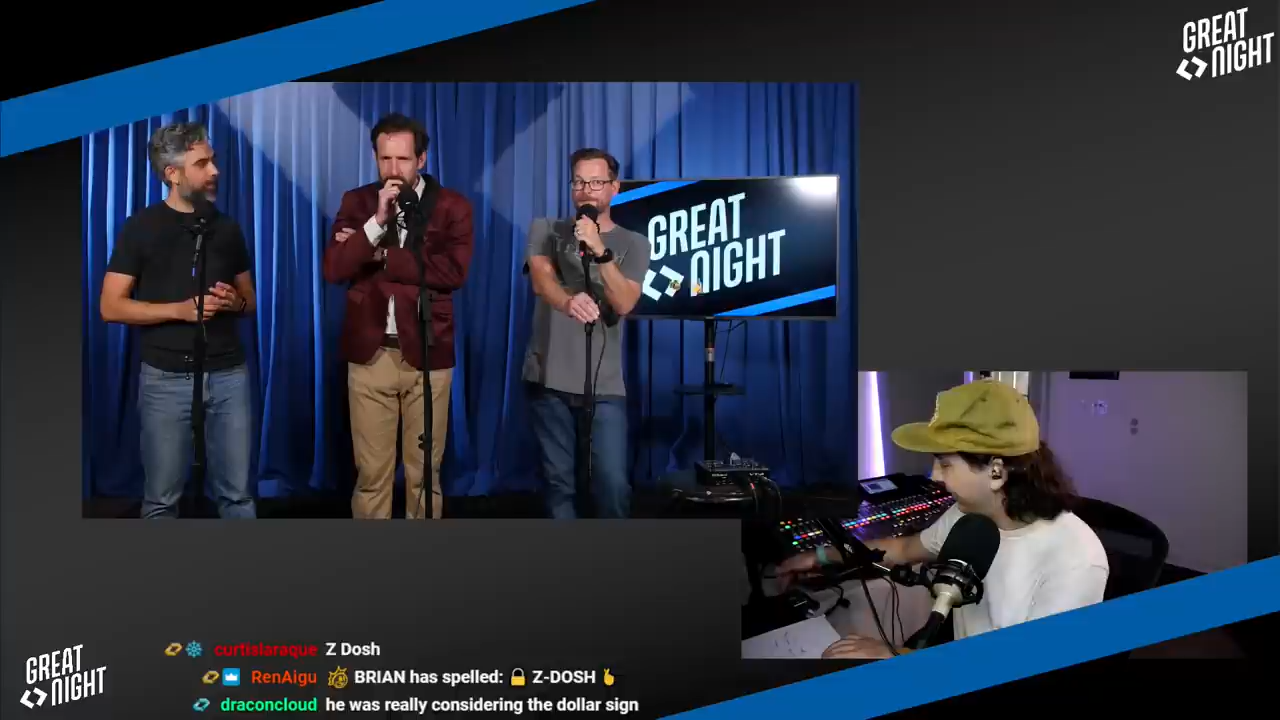 GREAT
NIGHT
GREAT
NIGHT
GREAT
NIGHT
curtislaraque Z Dosh
RenAigu BRIAN has spelled: Z-DOSH
draconcloud he was really considering the dollar sign